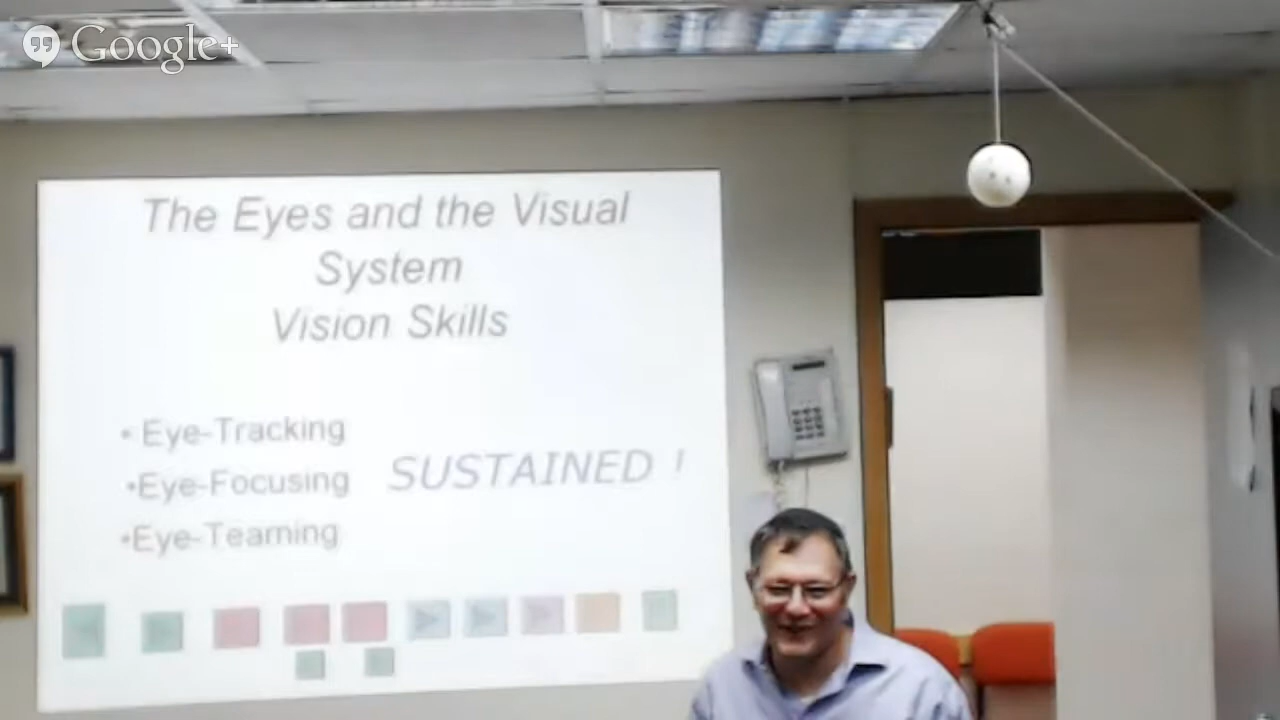 Google+
The Eyes and the Visual
System
Vision Skills
• Eye-Tracking
•Eye-Focusing
SUSTAINED !
•Eye-Teaming